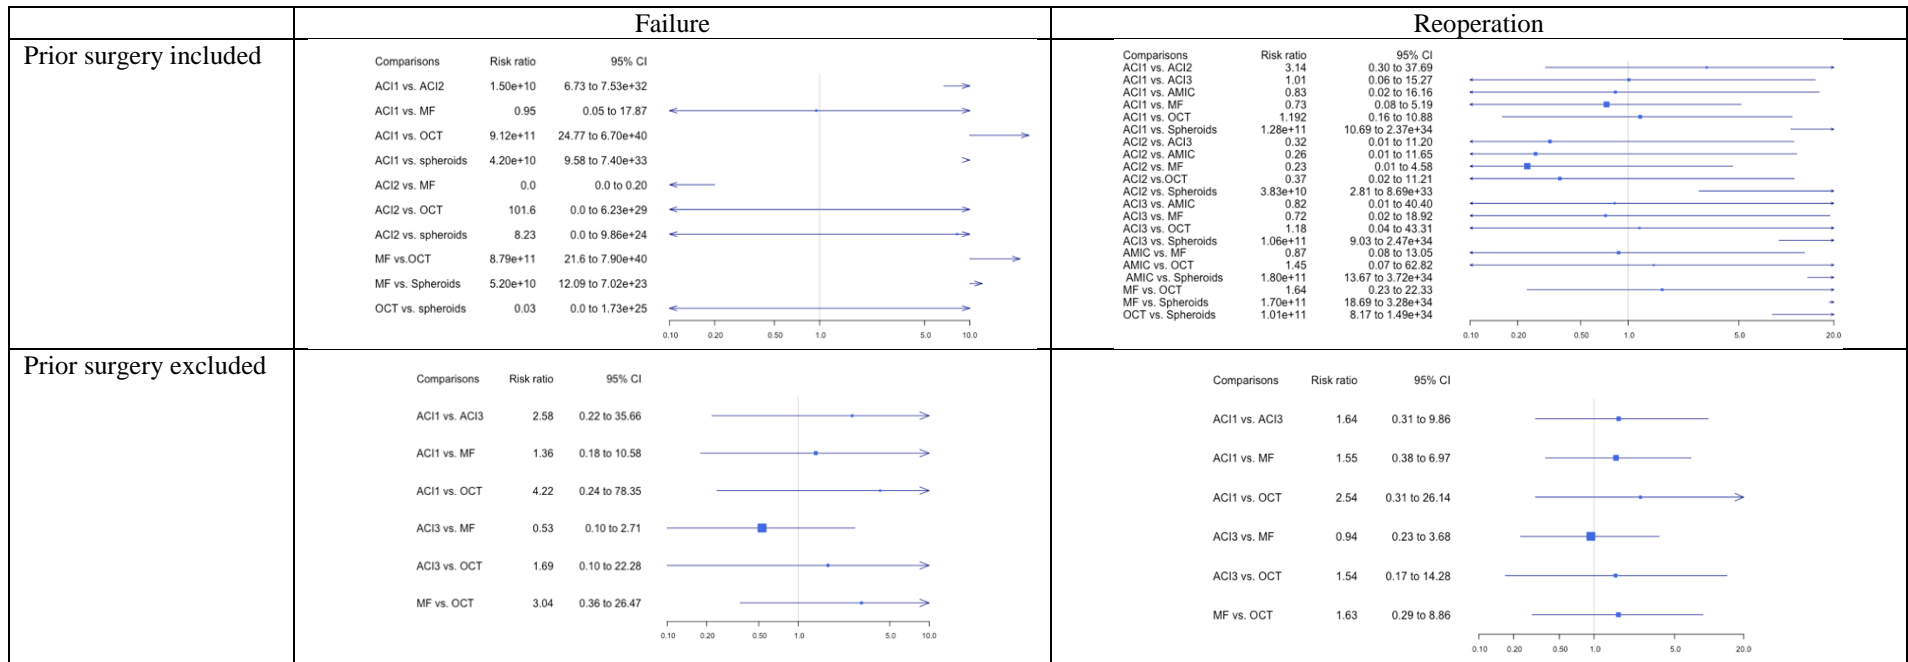 Failure Reoperation
Prior surgery included
Comparisons Risk ratio 95% CI
ACI1 vs. ACI2 1.50e+10 6.73 to 7.53e+32
ACI1 vs. MF 0.95 0.05 to 17.87
ACI1 vs. OCT 9.12e+11 24.77 to 6.70e+40
ACI1 vs. spheroids 4.20e+10 9.58 to 7.40e+33
ACI2 vs. MF 0.0 0.0 to 0.20
ACI2 vs. OCT 101.6 0.0 to 6.23e+29
ACI2 vs. spheroids 8.23 0.0 to 9.86e+24
MF vs.OCT 8.79e+11 21.6 to 7.90e+40
MF vs. Spheroids 5.20e+10 12.09 to 7.02e+23
OCT vs. spheroids 0.03 0.0 to 1.73e+25
0.10 0.20 0.50 1.0 5.0 10.0
Comparisons Risk ratio 95% CI
ACI1 vs. ACI2 3.14 0.30 to 37.69
ACI1 vs. ACI3 1.01 0.06 to 15.27
ACI1 vs. AMIC 0.83 0.02 to 16.16
ACI1 vs. MF 0.73 0.08 to 5.19
ACI1 vs. OCT 1.192 0.16 to 10.88
ACI1 vs. Spheroids 1.28e+11 10.69 to 2.37e+34
ACI2 vs. ACI3 0.32 0.01 to 11.20
ACI2 vs. AMIC 0.26 0.01 to 11.65
ACI2 vs. MF 0.23 0.01 to 4.58
ACI2 vs.OCT 0.37 0.02 to 11.21
ACI2 vs. Spheroids 3.83e+10 2.81 to 8.69e+33
ACI3 vs. AMIC 0.82 0.01 to 40.40
ACI3 vs. MF 0.72 0.02 to 18.92
ACI3 vs. OCT 1.18 0.04 to 43.31
ACI3 vs. Spheroids 1.06e+11 9.03 to 2.47e+34
AMIC vs. MF 0.87 0.08 to 13.05
AMIC vs. OCT 1.45 0.07 to 62.82
AMIC vs. Spheroids 1.80e+11 13.67 to 3.72e+34
MF vs. OCT 1.64 0.23 to 22.33
MF vs. Spheroids 1.70e+11 18.69 to 3.28e+34
OCT vs. Spheroids 1.01e+11 8.17 to 1.49e+34
0.10 0.20 0.50 1.0 5.0 20.0
Prior surgery excluded
Comparisons Risk ratio 95% CI
ACI1 vs. ACI3 2.58 0.22 to 35.66
ACI1 vs. MF 1.36 0.18 to 10.58
ACI1 vs. OCT 4.22 0.24 to 78.35
ACI3 vs. MF 0.53 0.10 to 2.71
ACI3 vs. OCT 1.69 0.10 to 22.28
MF vs. OCT 3.04 0.36 to 26.47
0.10 0.20 0.50 1.0 5.0 10.0
Comparisons Risk ratio 95% CI
ACI1 vs. ACI3 1.64 0.31 to 9.86
ACI1 vs. MF 1.55 0.38 to 6.97
ACI1 vs. OCT 2.54 0.31 to 26.14
ACI3 vs. MF 0.94 0.23 to 3.68
ACI3 vs. OCT 1.54 0.17 to 14.28
MF vs. OCT 1.63 0.29 to 8.86
0.10 0.20 0.50 1.0 5.0 20.0